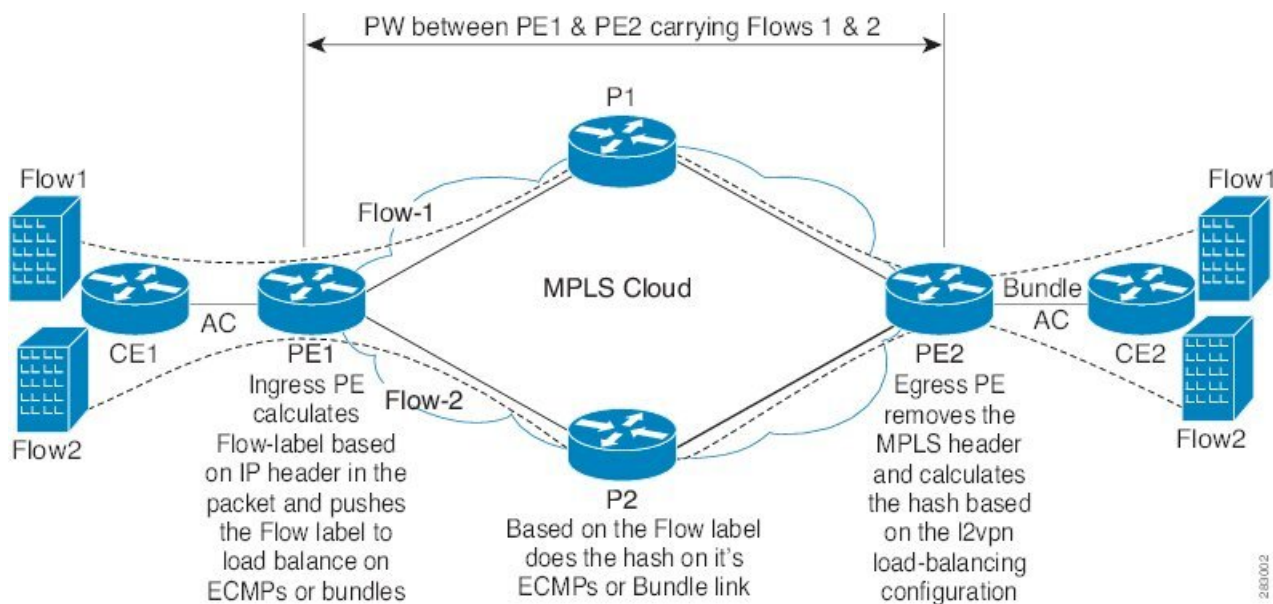 PW between PE1 & PE2 carrying Flows 1 & 2
P1
Flow1
Flow1
Flow-1
MPLS Cloud
Bundle
AC
AC
CE1
PE1
PE2
CE2
Flow-2
Flow2
Flow2
Ingress PE
calculates
Flow-label based
on IP header in the
packet and pushes
the Flow label to
load balance on
ECMPs or bundles
P2
Based on the Flow label
does the hash on it's
ECMPs or Bundle link
Egress PE
removes the
MPLS header
and calculates
the hash based
on the l2vpn
load-balancing
configuration
283002